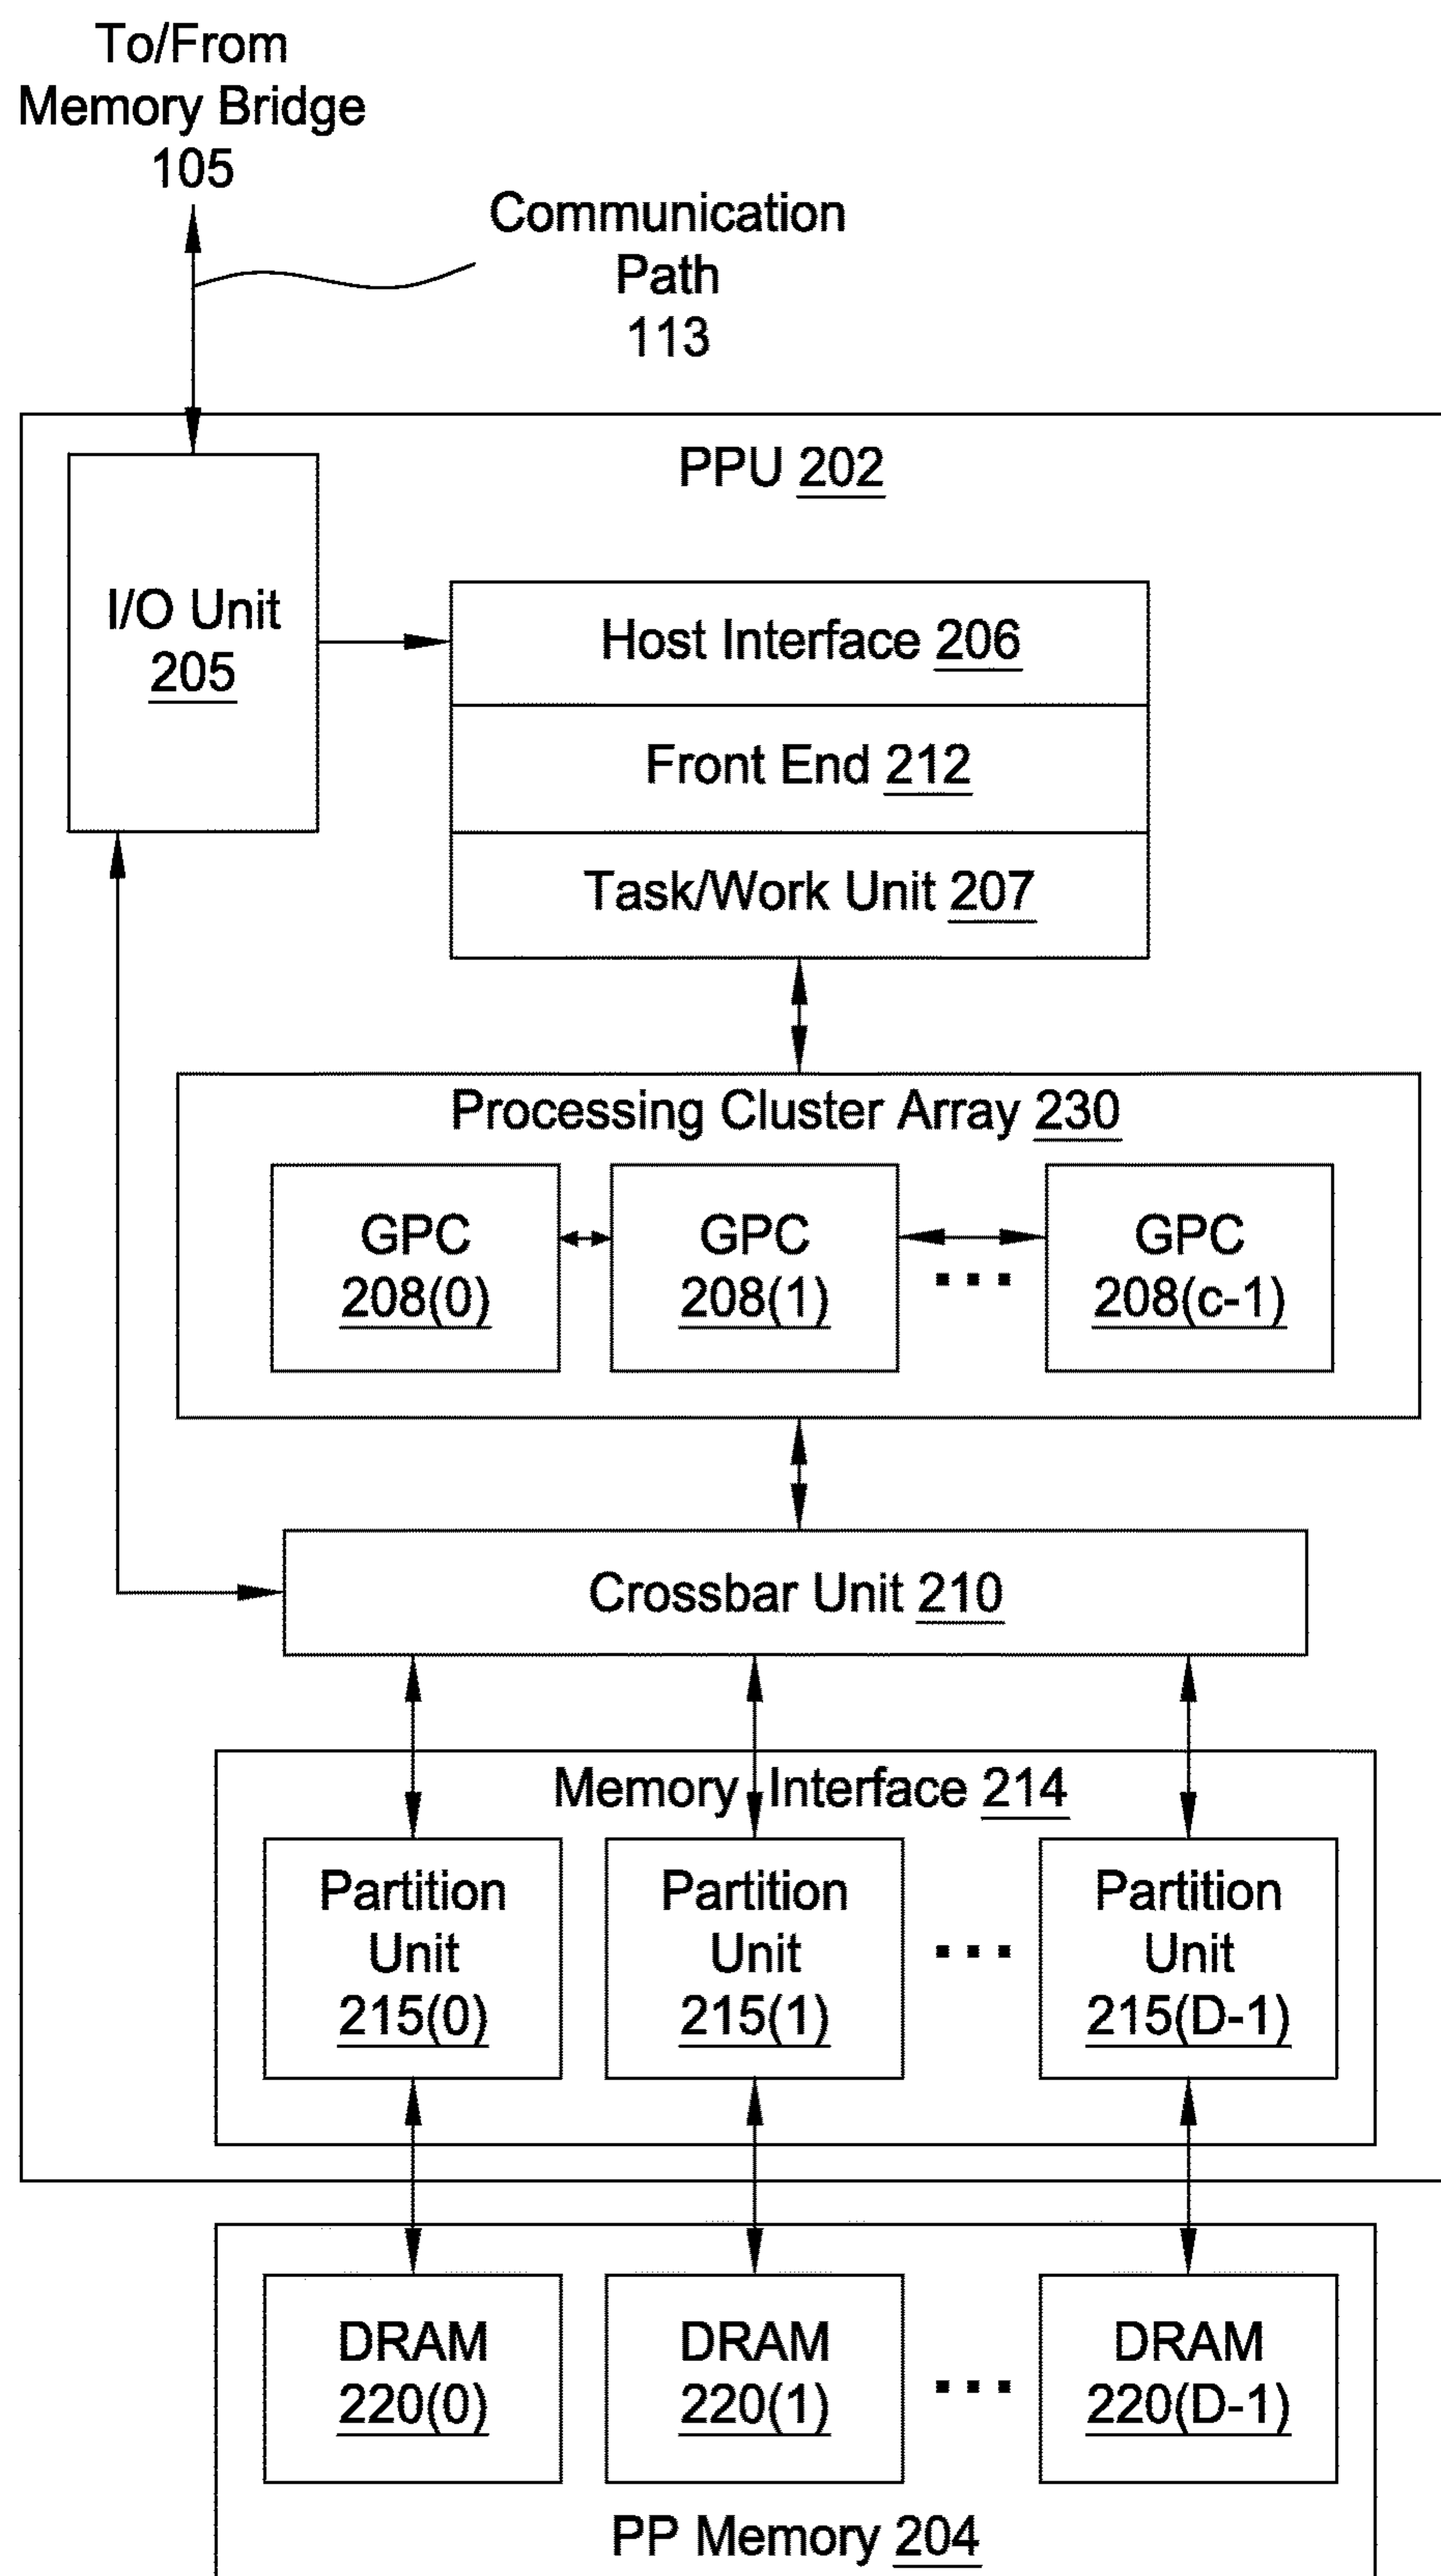 To/From
Memory Bridge
105
Communication
Path
113
PPU 202
I/O Unit
205
Host Interface 206
Front End 212
Task/Work Unit 207
Processing Cluster Array 230
GPC
208(0)
GPC
208(1)
...
GPC
208(c-1)
Crossbar Unit 210
Memory Interface 214
Partition
Unit
215(0)
Partition
Unit
215(1)
...
Partition
Unit
215(D-1)
DRAM
220(0)
DRAM
220(1)
...
DRAM
220(D-1)
PP Memory 204